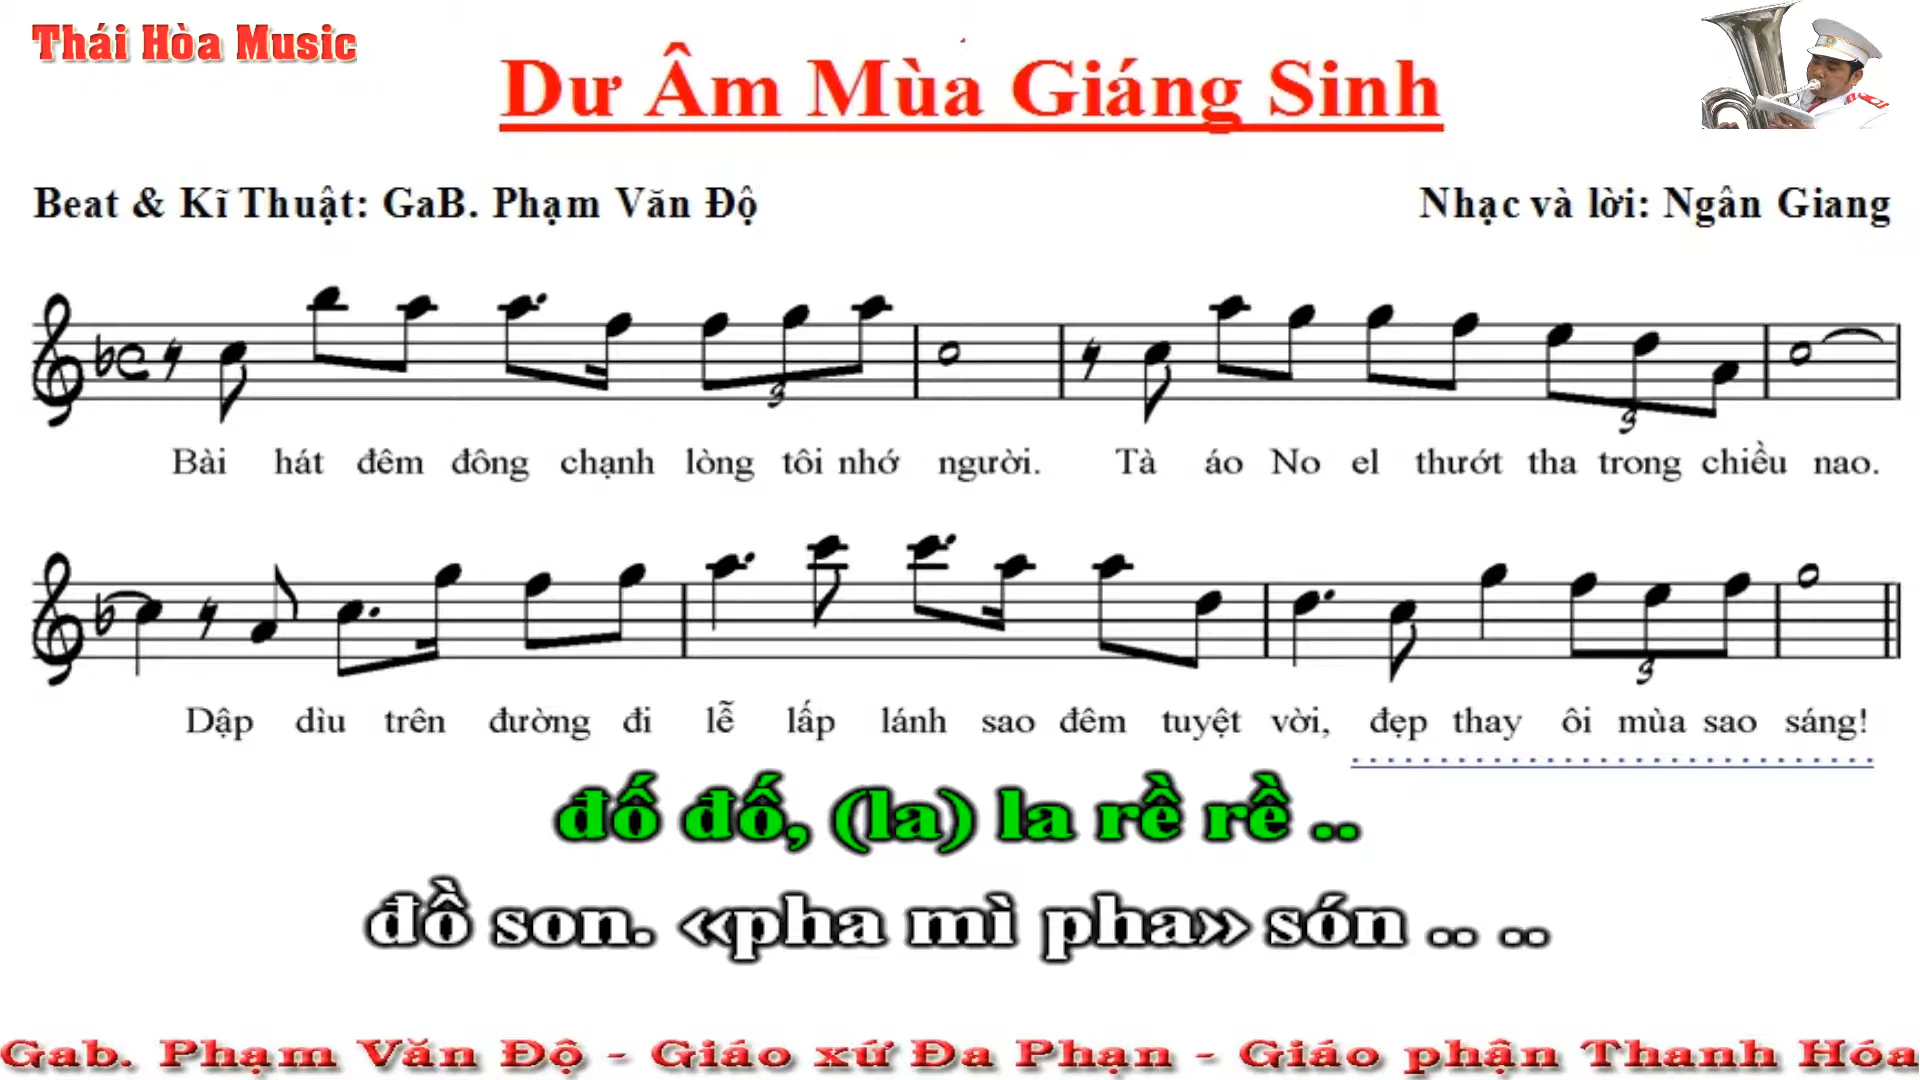 Thái Hòa Music
Dư Âm Mùa Giáng Sinh
Beat & Kĩ Thuật: GaB. Phạm Văn Độ
Nhạc và lời: Ngân Giang
3
3
Bài hát đêm đông chạnh lòng tôi nhớ người. Tà áo No el thướt tha trong chiều nao.
3
Dập dìu trên đường đi lễ lấp lánh sao đêm tuyệt vời, đẹp thay ôi mùa sao sáng!
đố đố, (la) la rề rề ..
đồ son. «pha mì pha» són .. ..
Gab. Phạm Văn Độ - Giáo xứ Đa Phạn - Giáo phận Thanh Hóa